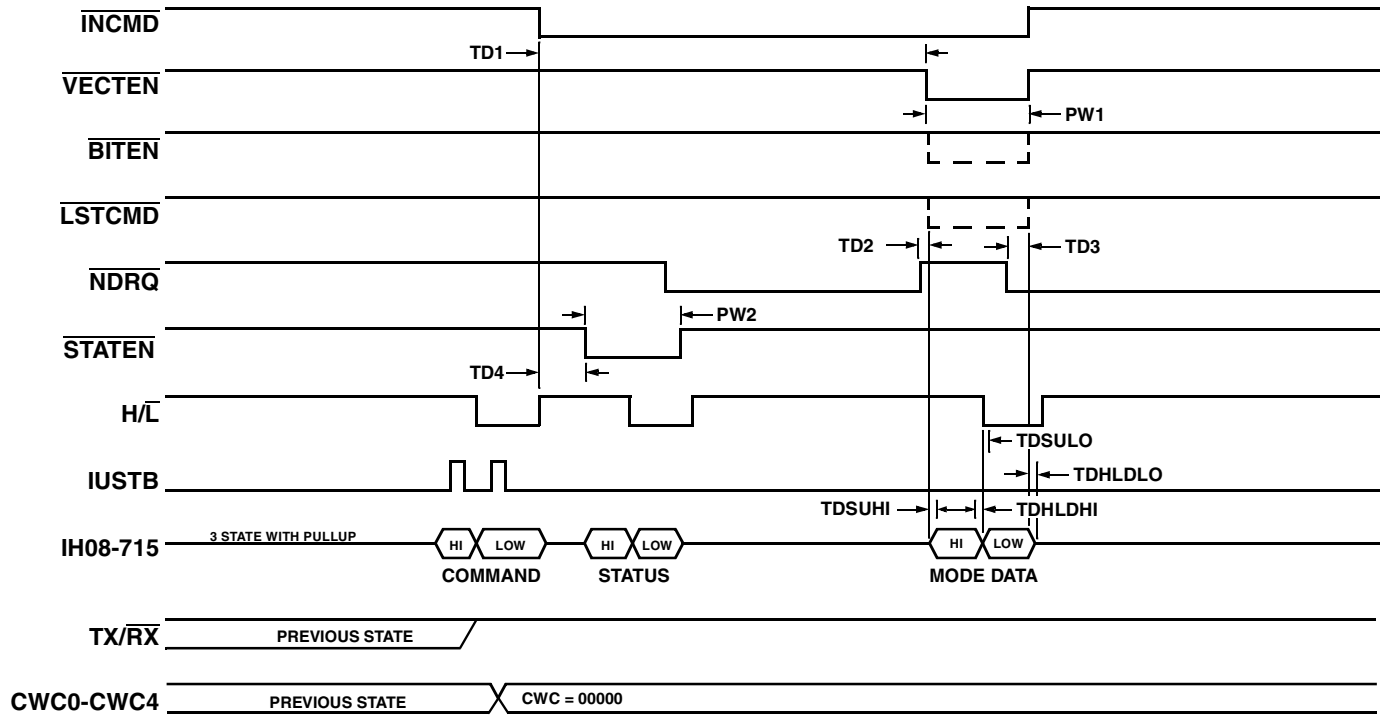 INCMD
TD1
VECTEN
PW1
BITEN
LSTCMD
TD2
TD3
NDRQ
PW2
STATEN
TD4
H/L
TDSULO
IUSTB
TDHLDLO
TDSUHI
TDHLDHI
IH08-715
3 STATE WITH PULLUP
HI LOW HI LOW HI LOW
COMMAND STATUS MODE DATA
TX/RX
PREVIOUS STATE
CWC0-CWC4
PREVIOUS STATE
CWC = 00000